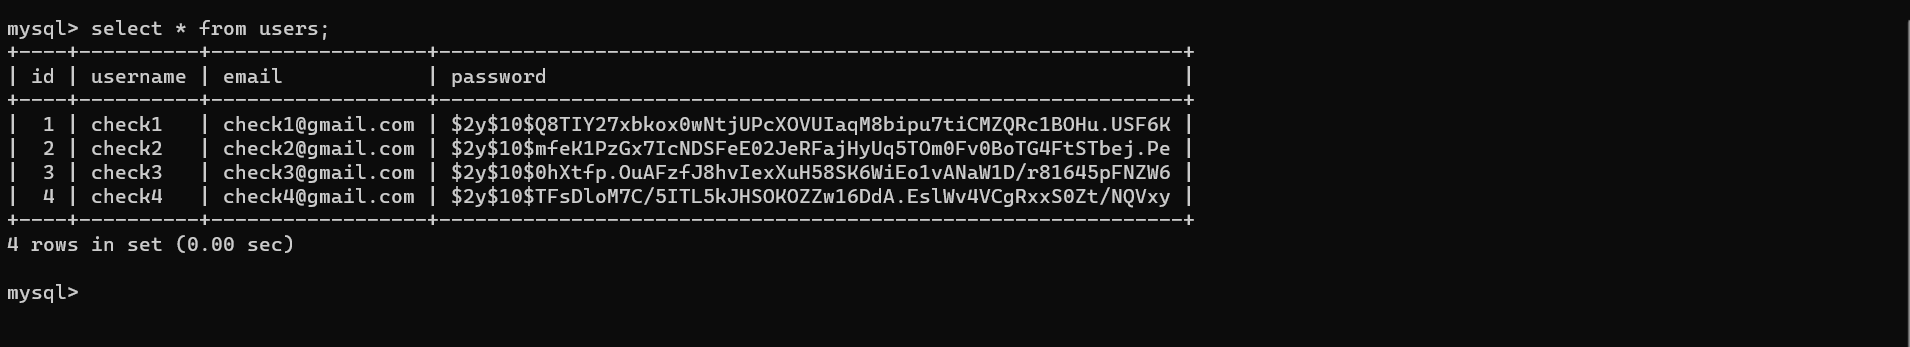 mysql> select * from users;
+----+----------+------------------+--------------------------------------------------------------+
| id | username | email            | password                                                     |
+----+----------+------------------+--------------------------------------------------------------+
|  1 | check1   | check1@gmail.com | $2y$10$Q8TIY27xbkox0wNtjUPcXOVUIaqM8bipu7tiCMZQRc1BOHu.USF6K |
|  2 | check2   | check2@gmail.com | $2y$10$mfeK1PzGx7IcNDSFeE02JeRFajHyUq5TOm0Fv0BoTG4FtSTbej.Pe |
|  3 | check3   | check3@gmail.com | $2y$10$0hXtfp.OuAFzfJ8hvIexXuH58SK6WiEo1vANaW1D/r81645pFNZW6 |
|  4 | check4   | check4@gmail.com | $2y$10$TFsDloM7C/5ITL5kJHSOKOZZw16DdA.EslWv4VCgRxxS0Zt/NQVxy |
+----+----------+------------------+--------------------------------------------------------------+
4 rows in set (0.00 sec)

mysql>